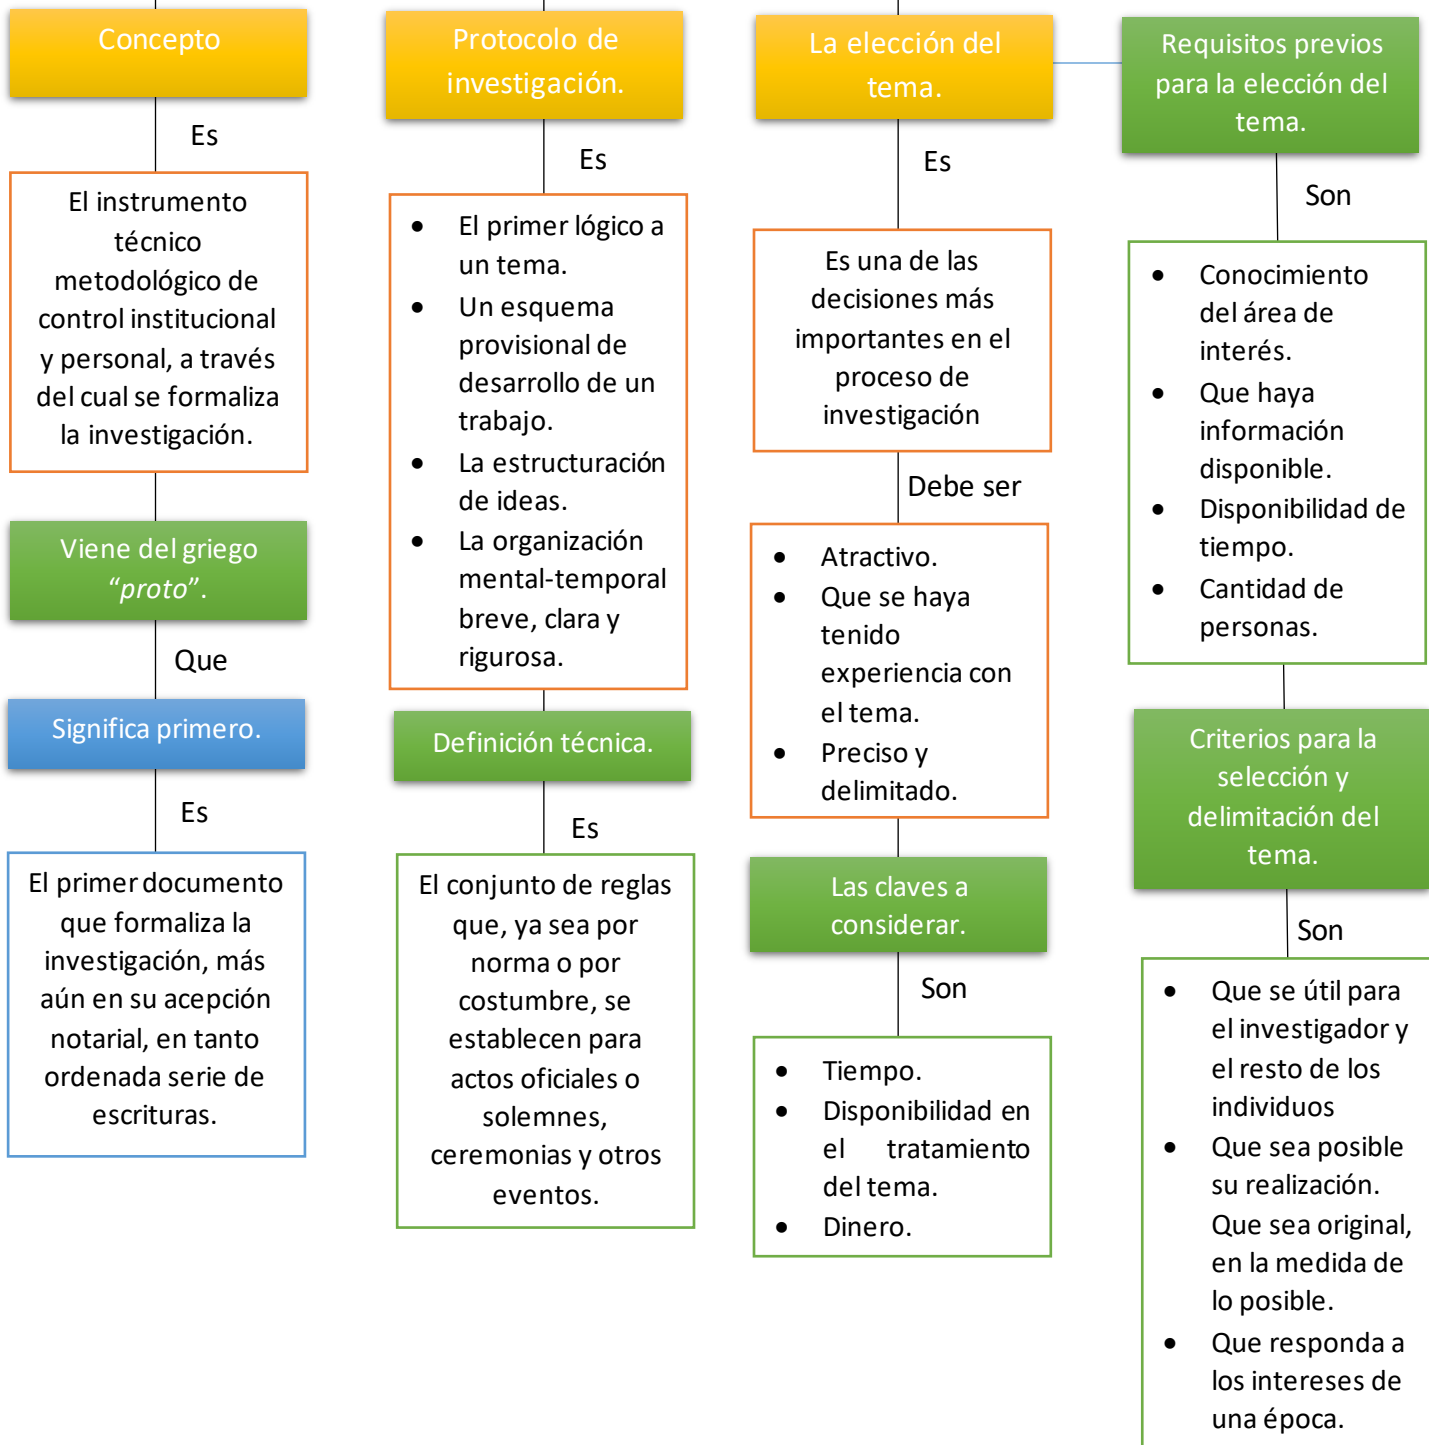 Concepto
Es
El instrumento
técnico
metodológico de
control institucional
y personal, a través
del cual se formaliza
la investigación.
Viene del griego
“proto”.
Que
Significa primero.
Es
El primer documento
que formaliza la
investigación, más
aún en su acepción
notarial, en tanto
ordenada serie de
escrituras.
Protocolo de
investigación.
Es
• El primer lógico a
un tema.
• Un esquema
provisional de
desarrollo de un
trabajo.
• La estructuración
de ideas.
• La organización
mental-temporal
breve, clara y
rigurosa.
Definición técnica.
Es
El conjunto de reglas
que, ya sea por
norma o por
costumbre, se
establecen para
actos oficiales o
solemnes,
ceremonias y otros
eventos.
La elección del
tema.
Es
Es una de las
decisiones más
importantes en el
proceso de
investigación
Debe ser
• Atractivo.
• Que se haya
tenido
experiencia con
el tema.
• Preciso y
delimitado.
Las claves a
considerar.
Son
• Tiempo.
• Disponibilidad en
el tratamiento
del tema.
• Dinero.
Requisitos previos
para la elección del
tema.
Son
• Conocimiento
del área de
interés.
• Que haya
información
disponible.
• Disponibilidad de
tiempo.
• Cantidad de
personas.
Criterios para la
selección y
delimitación del
tema.
Son
• Que se útil para
el investigador y
el resto de los
individuos
• Que sea posible
su realización.
Que sea original,
en la medida de
lo posible.
• Que responda a
los intereses de
una época.